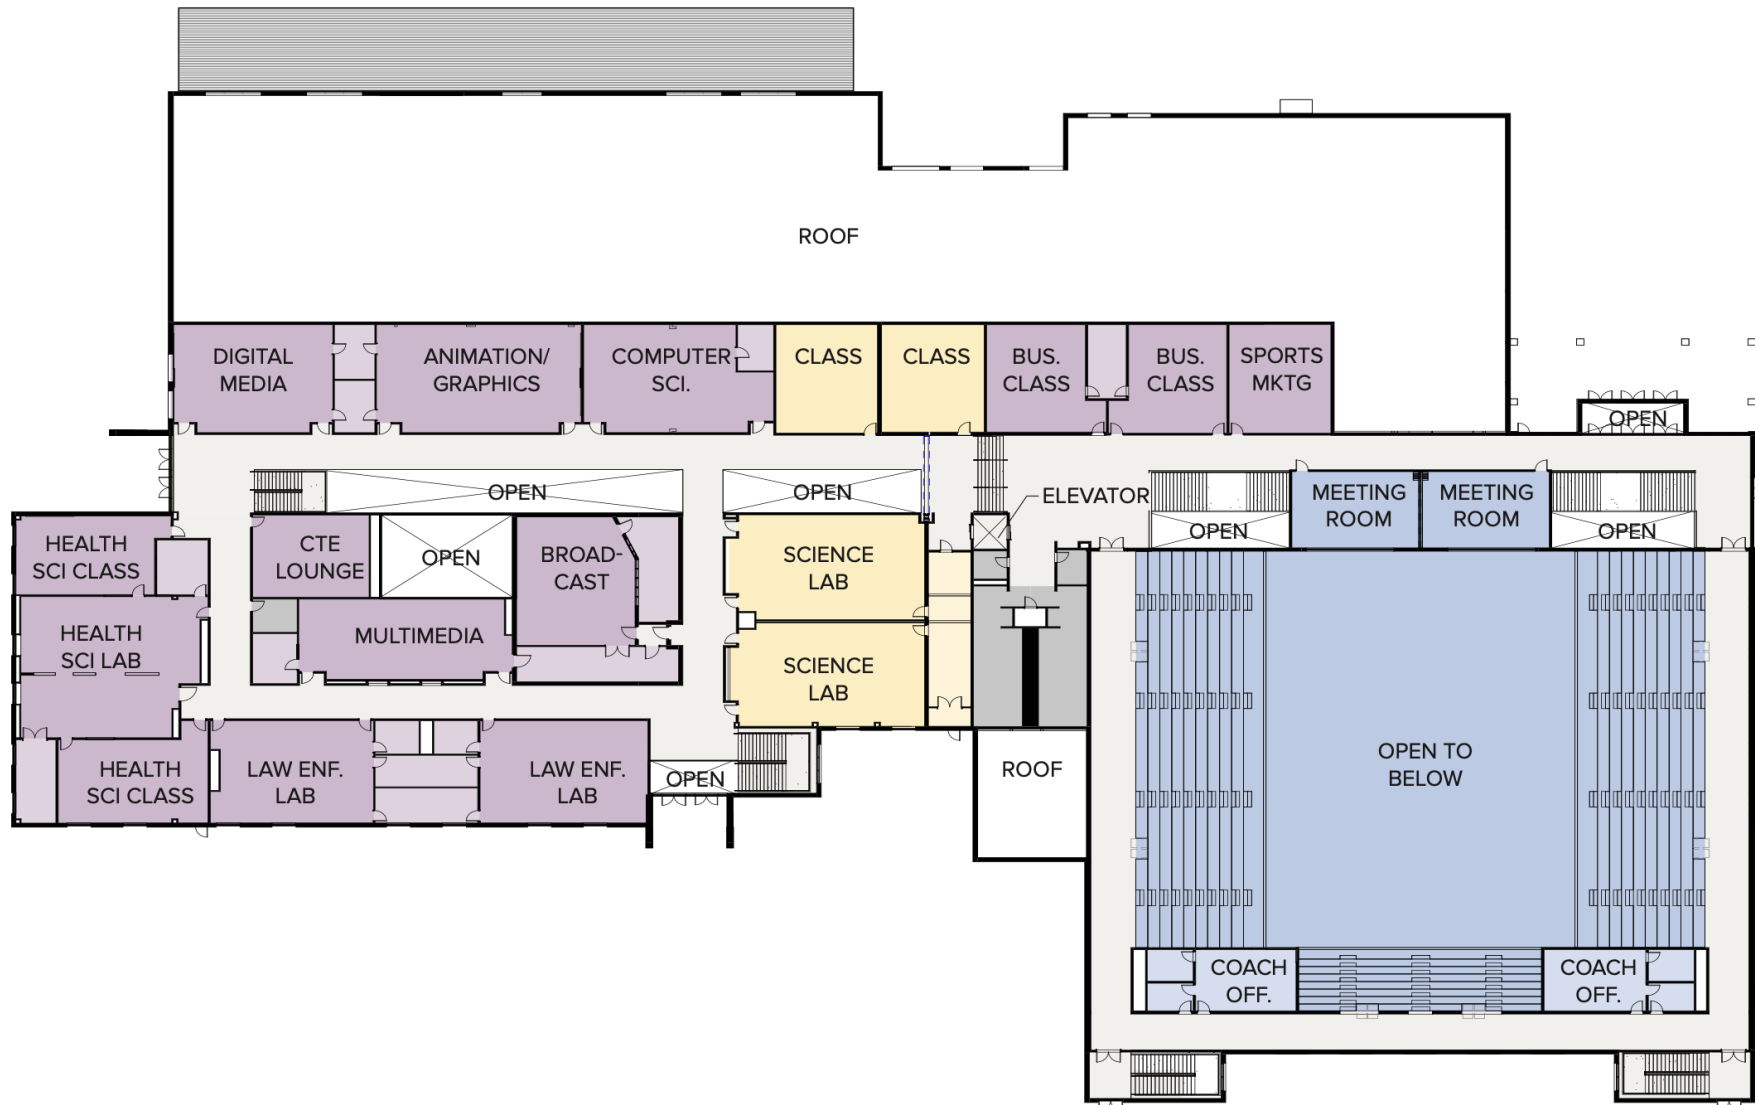 ROOF
DIGITAL
MEDIA
ANIMATION/
GRAPHICS
COMPUTER
SCI.
CLASS
CLASS
BUS.
CLASS
BUS.
CLASS
SPORTS
MKTG
OPEN
OPEN
OPEN
ELEVATOR
MEETING
ROOM
MEETING
ROOM
OPEN
OPEN
HEALTH
SCI CLASS
CTE
LOUNGE
OPEN
BROAD-
CAST
SCIENCE
LAB
HEALTH
SCI LAB
MULTIMEDIA
SCIENCE
LAB
HEALTH
SCI CLASS
LAW ENF.
LAB
LAW ENF.
LAB
OPEN
ROOF
OPEN TO
BELOW
COACH
OFF.
COACH
OFF.